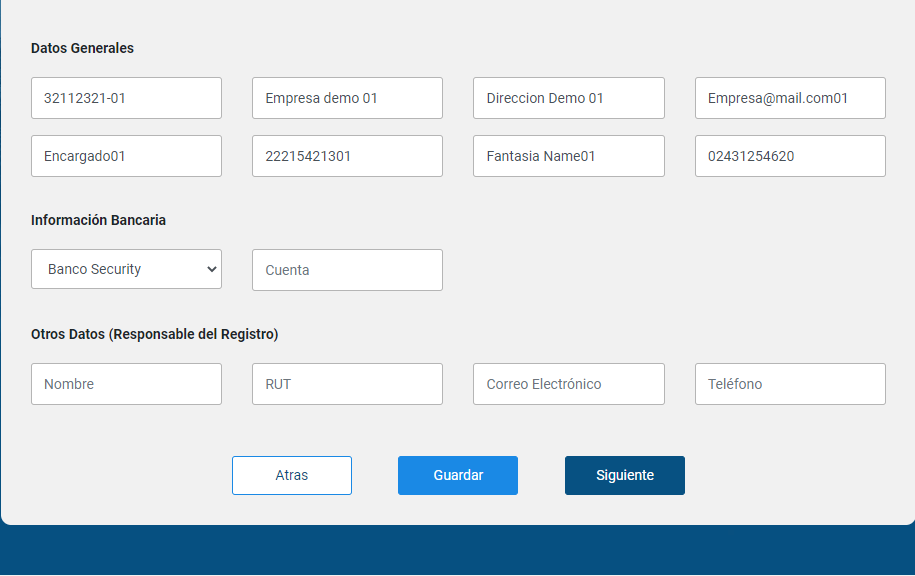 Datos Generales
32112321-01 Empresa demo 01 Direccion Demo 01 Empresa@mail.com01
Encargado01 22215421301 Fantasia Name01 02431254620
Información Bancaria
Banco Security Cuenta
Otros Datos (Responsable del Registro)
Nombre RUT Correo Electrónico Teléfono
Atras Guardar Siguiente